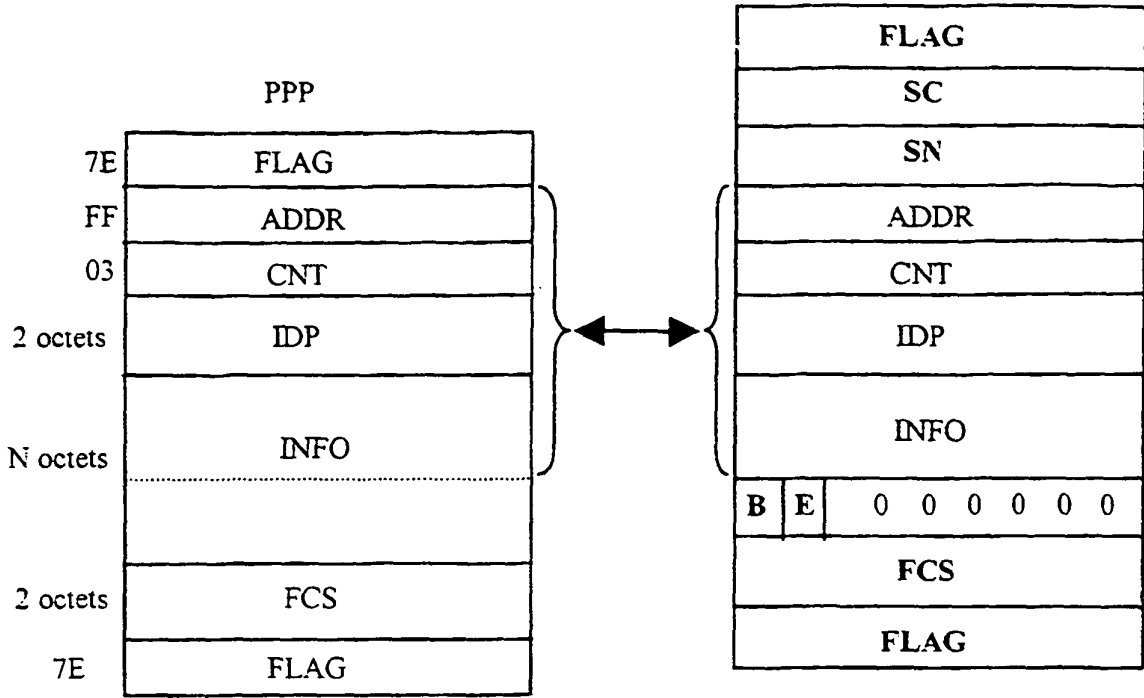 PPP
7E FLAG
FF ADDR
03 CNT
2 octets IDP
N octets INFO
2 octets FCS
7E FLAG
FLAG
SC
SN
ADDR
CNT
IDP
INFO
B E 0 0 0 0 0 0
FCS
FLAG